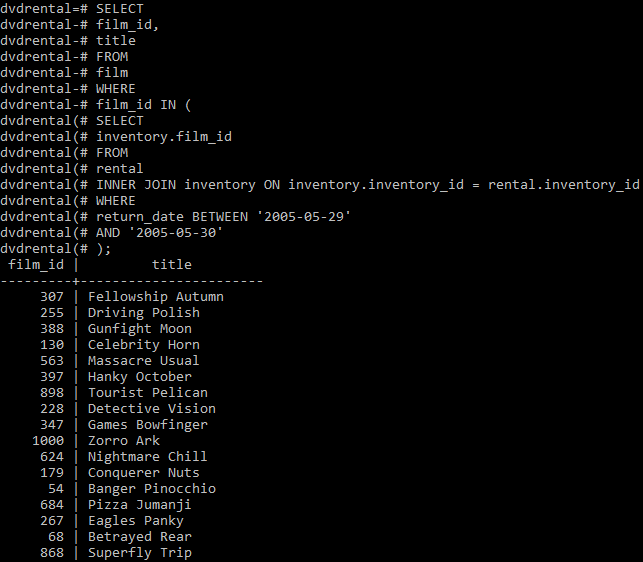 dvdrental=# SELECT
dvdrental-# film_id,
dvdrental-# title
dvdrental-# FROM
dvdrental-# film
dvdrental-# WHERE
dvdrental-# film_id IN (
dvdrental(# SELECT
dvdrental(# inventory.film_id
dvdrental(# FROM
dvdrental(# rental
dvdrental(# INNER JOIN inventory ON inventory.inventory_id = rental.inventory_id
dvdrental(# WHERE
dvdrental(# return_date BETWEEN '2005-05-29'
dvdrental(# AND '2005-05-30'
dvdrental(# );
 film_id |         title
---------+-----------------------
     307 | Fellowship Autumn
     255 | Driving Polish
     388 | Gunfight Moon
     130 | Celebrity Horn
     563 | Massacre Usual
     397 | Hanky October
     898 | Tourist Pelican
     228 | Detective Vision
     347 | Games Bowfinger
    1000 | Zorro Ark
     624 | Nightmare Chill
     179 | Conquerer Nuts
      54 | Banger Pinocchio
     684 | Pizza Jumanji
     267 | Eagles Panky
      68 | Betrayed Rear
     868 | Superfly Trip